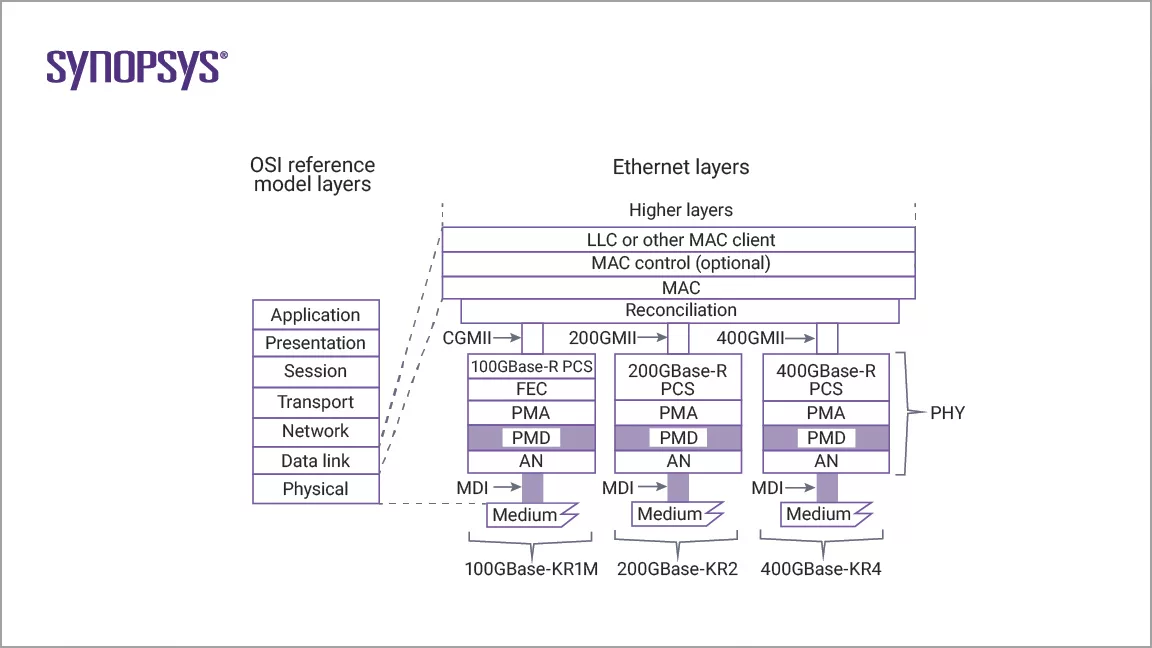 SYNOPSYS®
OSI reference
model layers
Ethernet layers
Higher layers
LLC or other MAC client
MAC control (optional)
MAC
Reconciliation
Application
Presentation
Session
Transport
Network
Data link
Physical
CGMII
200GMII
400GMII
100GBase-R PCS
FEC
PMA
PMD
AN
200GBase-R
PCS
PMA
PMD
AN
400GBase-R
PCS
PMA
PMD
AN
PHY
MDI
MDI
MDI
Medium
Medium
Medium
100GBase-KR1M
200GBase-KR2
400GBase-KR4